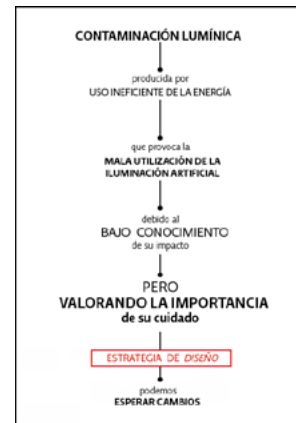 CONTAMINACIÓN LUMÍNICA
producida por
USO INEFICIENTE DE LA ENERGÍA
que provoca la
MALA UTILIZACIÓN DE LA
ILUMINACIÓN ARTIFICIAL
debido al
BAJO CONOCIMIENTO
de su impacto
PERO
VALORANDO LA IMPORTANCIA
de su cuidado
ESTRATEGIA DE DISEÑO
podemos
ESPERAR CAMBIOS